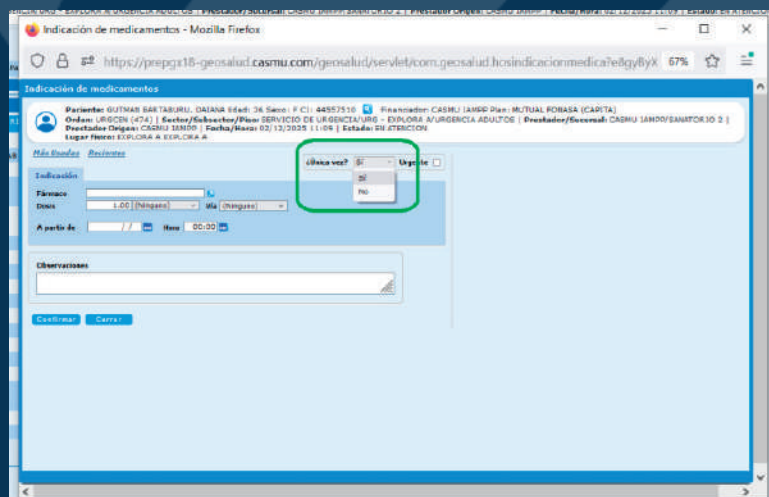 Indicación de medicamentos - Mozilla Firefox
https://prepgx18-geosalud.casmu.com/geosalud/servlet/com.geosalud.hosindicacionmedica?e8gyByX 67%
Indicación de medicamentos
Paciente: GUTMAN DAIANA Edad: 36 Sexo: F CI: 44557510 Financiador: CASMU IAMPP Plan: MUTUAL FONASA (CAPITA)
Orden: URGCEN (474) | Sector/Subsector/Piso: SERVICIO DE URGENCIA/URG - EXPLORA A/URGENCIA ADULTOS | Prestador/Sucursal: CASMU IAMPP/SANATORIO 2 |
Prestador Origen: CASMU IAMPP | Fecha/Hora: 02/12/2025 11:09 | Estado: EN ATENCION
Lugar físico: EXPLORA A EXPLORA A
Más Usadas Recientes
¿Única vez? Sí Urgente
Sí
No
Indicación
Fármaco
Dosis 1.00 (Ninguno) Vía (Ninguno)
A partir de / / Hora 00:00
Observaciones
Confirmar Cerrar